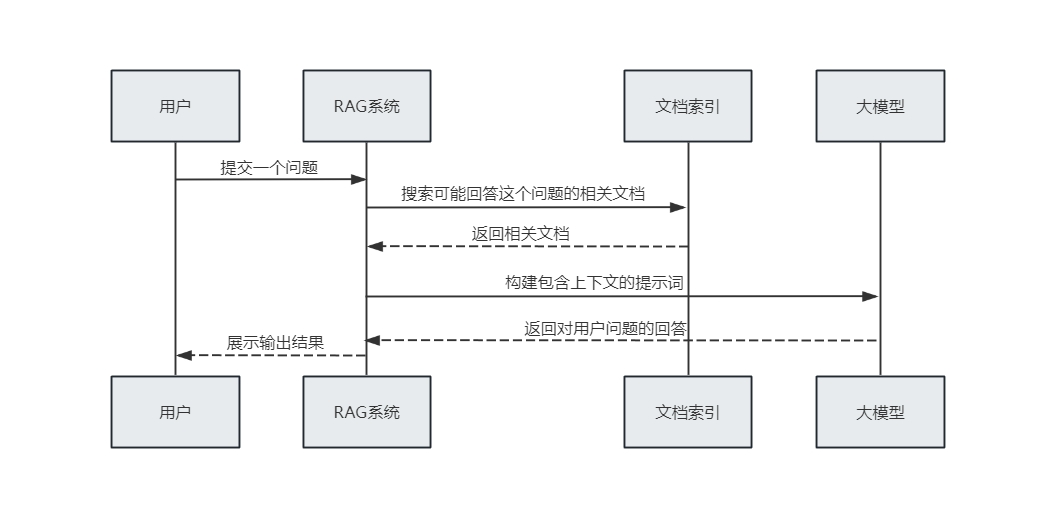 用户
RAG系统
文档索引
大模型
提交一个问题
搜索可能回答这个问题的相关文档
返回相关文档
构建包含上下文的提示词
返回对用户问题的回答
展示输出结果
用户
RAG系统
文档索引
大模型